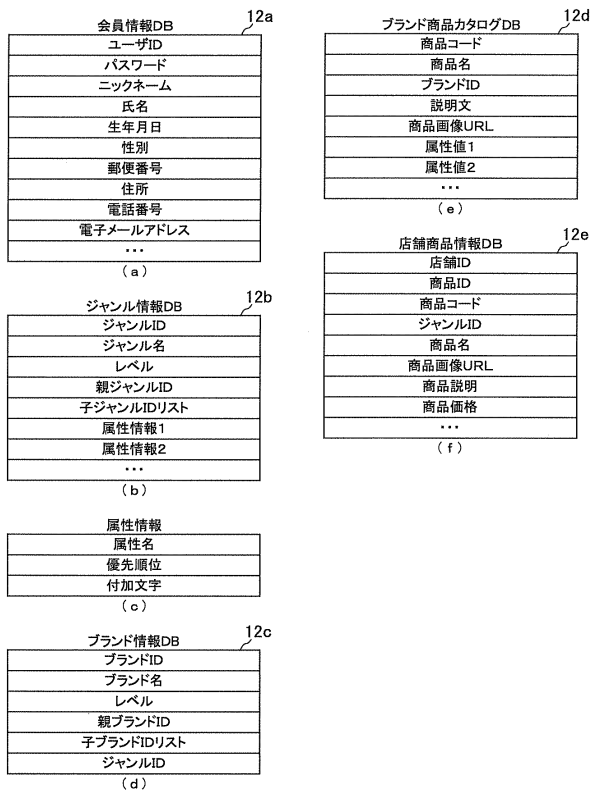 会員情報DB 12a
ユーザID
パスワード
ニックネーム
氏名
生年月日
性別
郵便番号
住所
電話番号
電子メールアドレス
・・・
(a)
ジャンル情報DB 12b
ジャンルID
ジャンル名
レベル
親ジャンルID
子ジャンルIDリスト
属性情報1
属性情報2
・・・
(b)
属性情報
属性名
優先順位
付加文字
(c)
ブランド情報DB 12c
ブランドID
ブランド名
レベル
親ブランドID
子ブランドIDリスト
ジャンルID
(d)
ブランド商品カタログDB 12d
商品コード
商品名
ブランドID
説明文
商品画像URL
属性値1
属性値2
・・・
(e)
店舗商品情報DB 12e
店舗ID
商品ID
商品コード
ジャンルID
商品名
商品画像URL
商品説明
商品価格
・・・
(f)